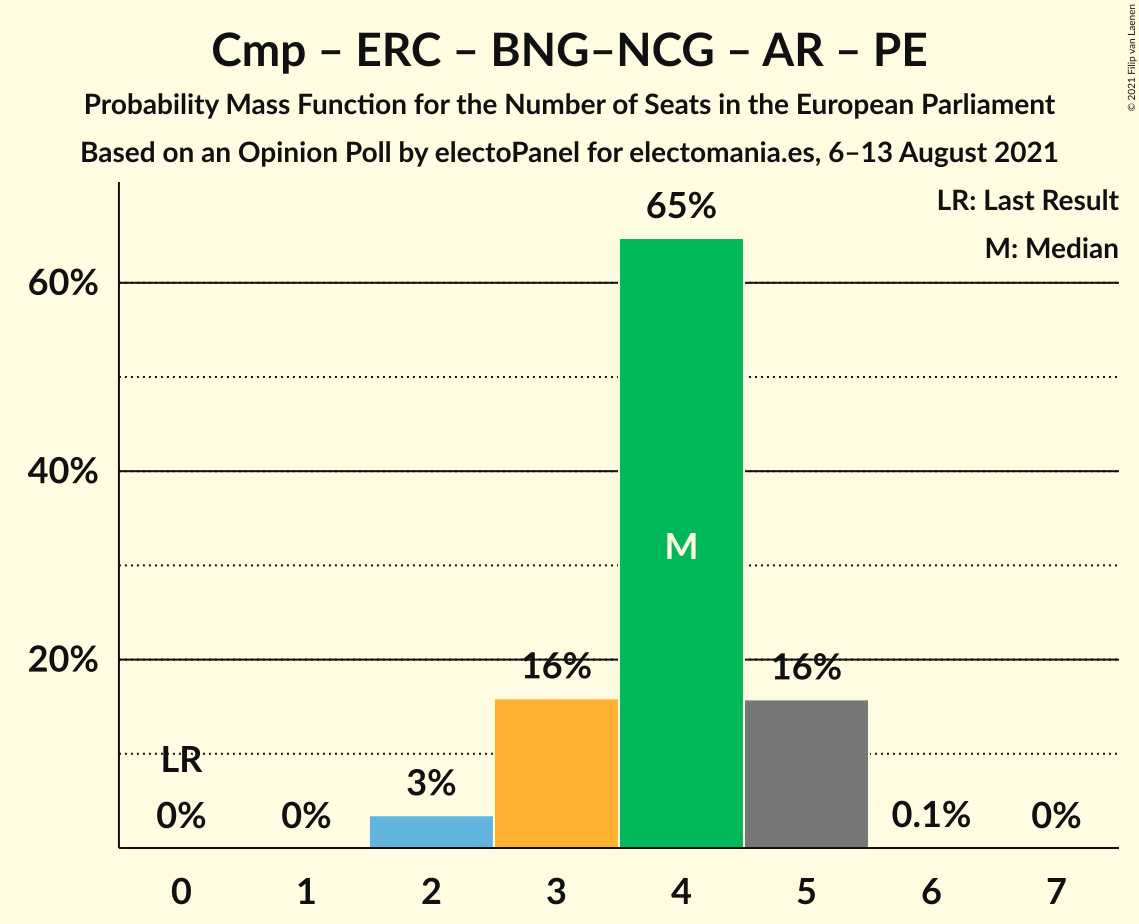 Cmp – ERC – BNG–NCG – AR – PE
Probability Mass Function for the Number of Seats in the European Parliament
Based on an Opinion Poll by electoPanel for electomania.es, 6–13 August 2021
© 2021 Filip van Laenen
LR: Last Result
M: Median
65%
60%
40%
M
20%
16%
16%
LR
3%
0%
0%
0.1%
0%
0 1 2 3 4 5 6 7